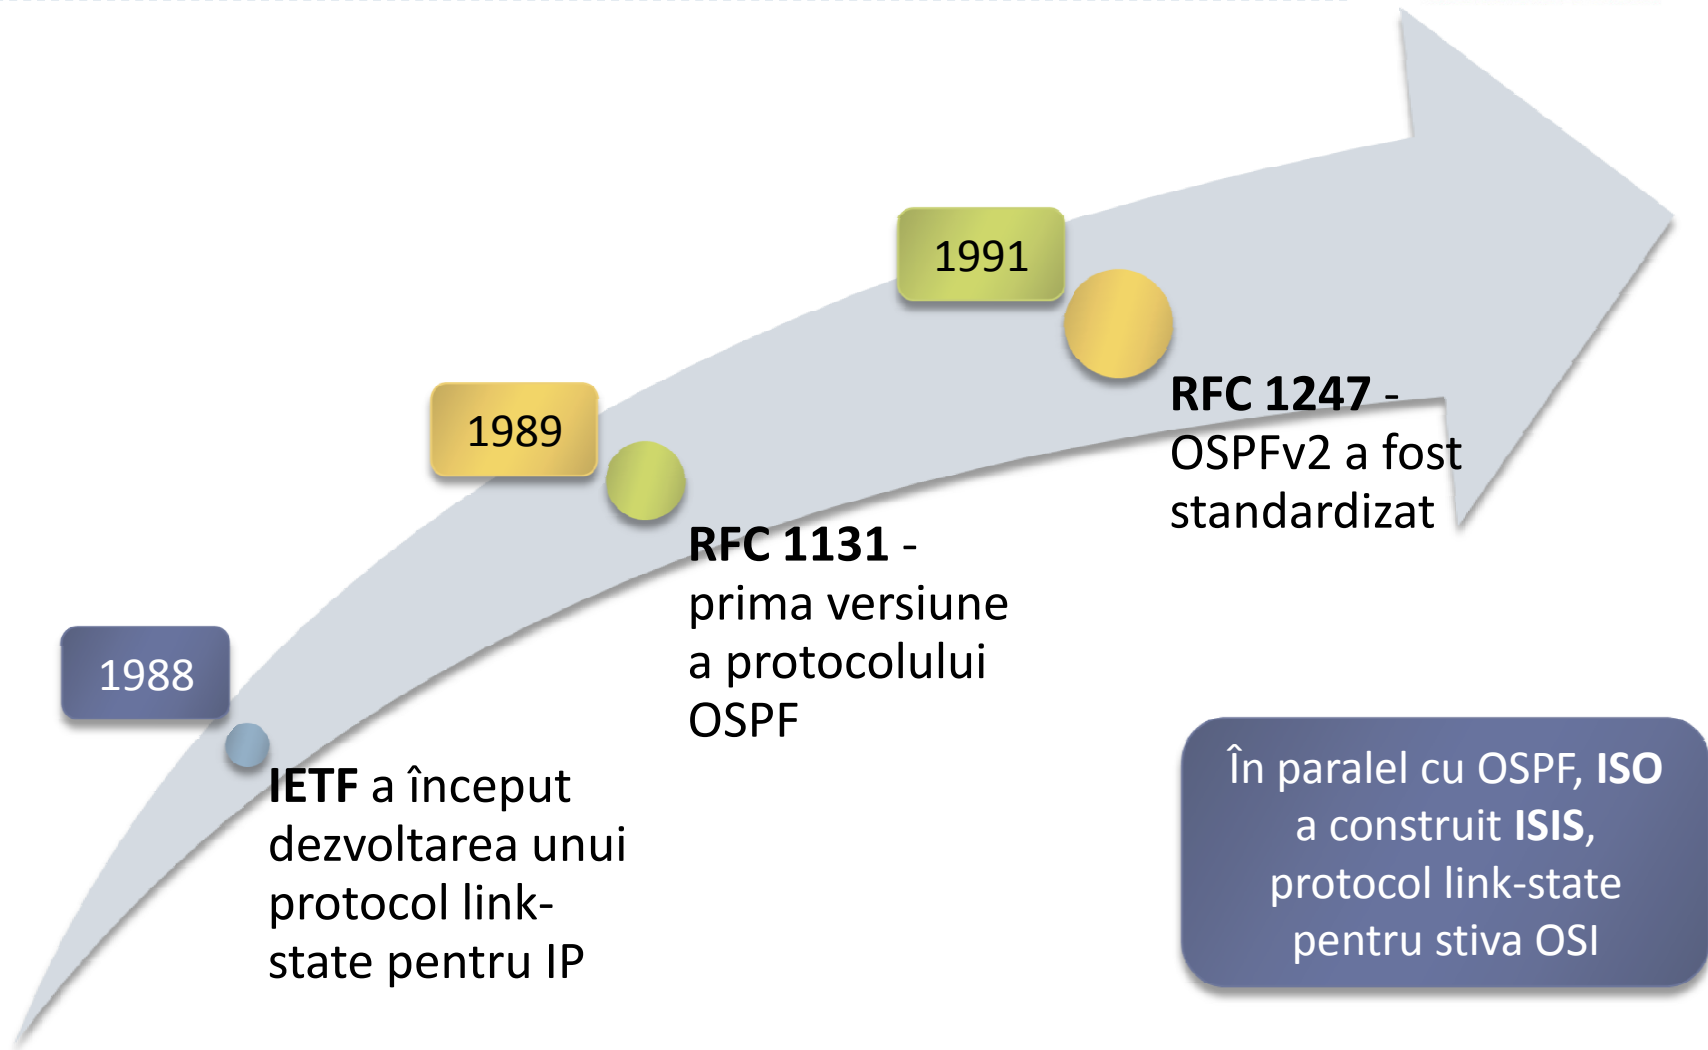 1988
IETF a început
dezvoltarea unui
protocol link-
state pentru IP
1989
RFC 1131 -
prima versiune
a protocolului
OSPF
1991
RFC 1247 -
OSPFv2 a fost
standardizat
În paralel cu OSPF, ISO
a construit ISIS,
protocol link-state
pentru stiva OSI